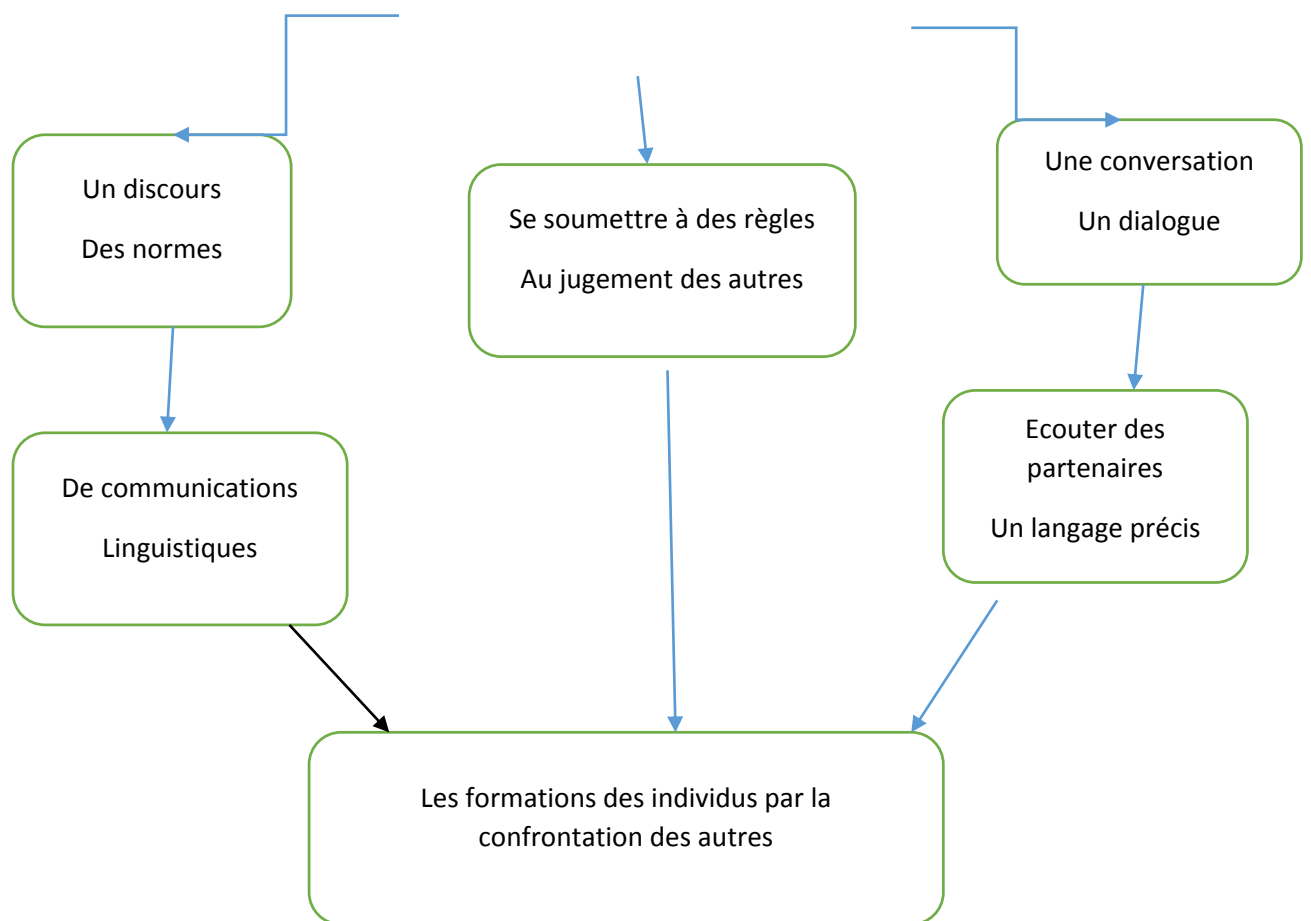 Un discours
Des normes
Se soumettre à des règles
Au jugement des autres
Une conversation
Un dialogue
De communications
Linguistiques
Ecouter des
partenaires
Un langage précis
Les formations des individus par la
confrontation des autres